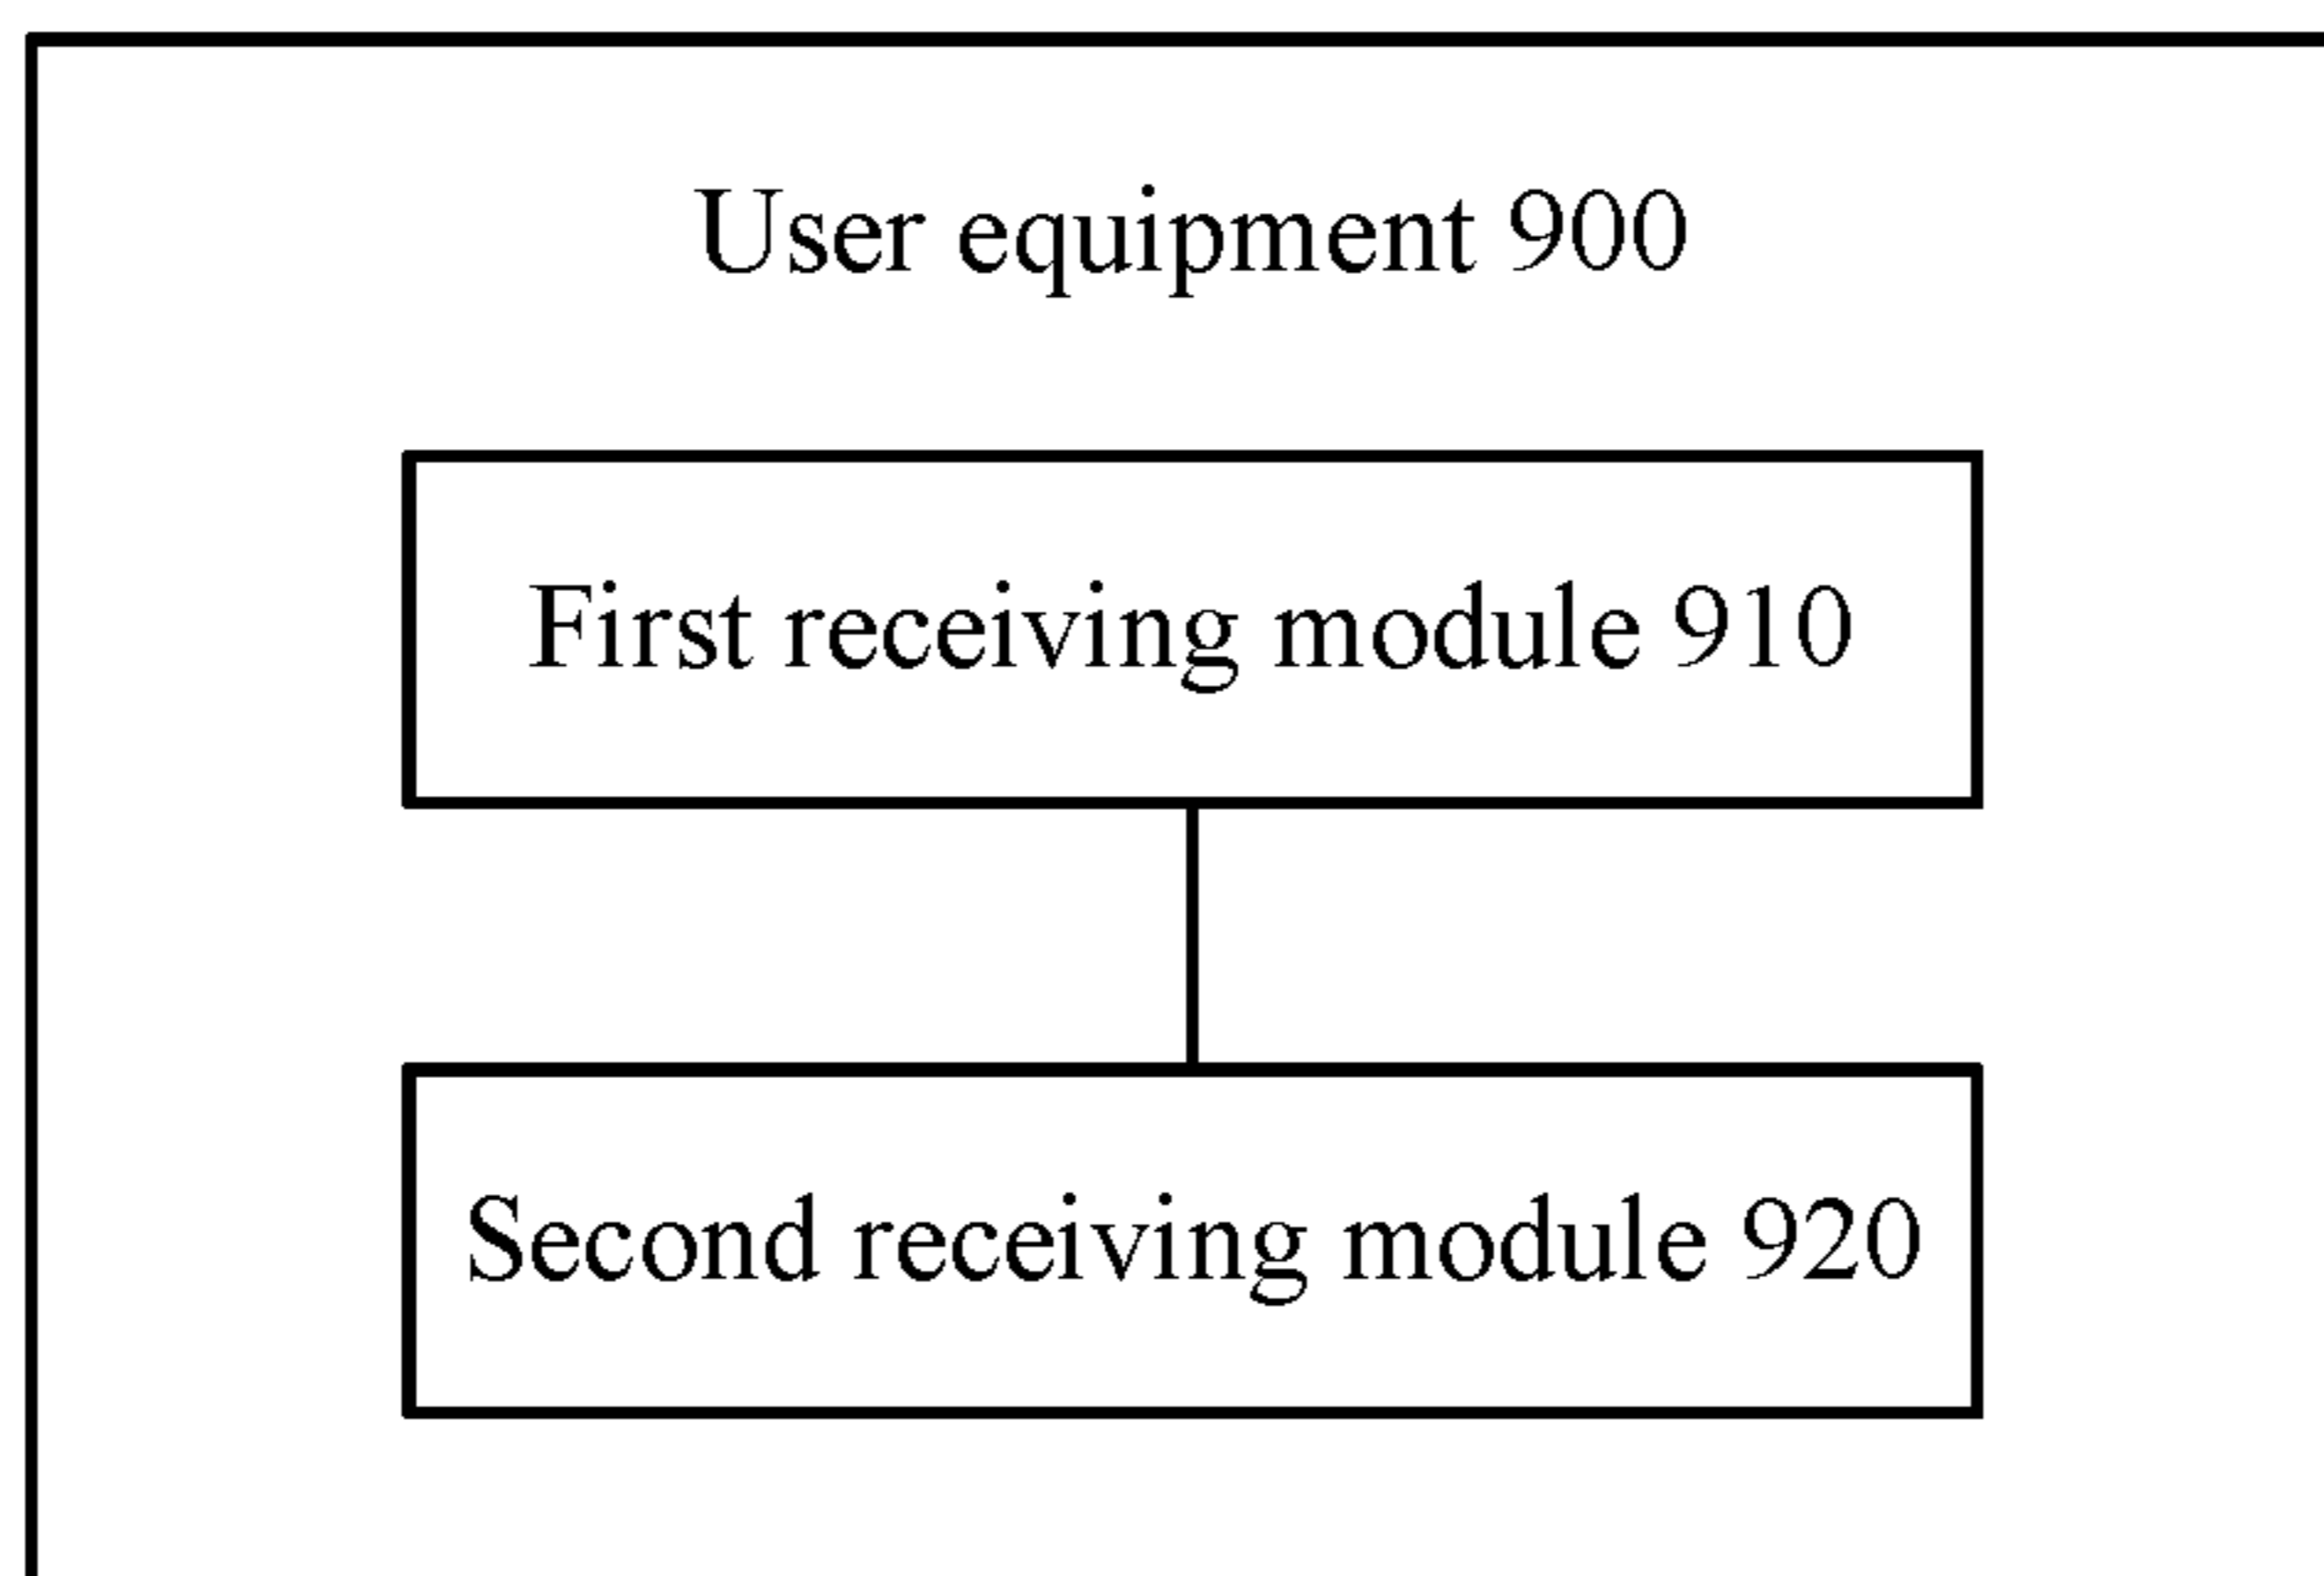 User equipment 900
First receiving module 910
Second receiving module 920